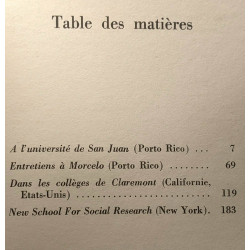 Table des matières
A l'université de San Juan (Porto Rico) ... 7
Entretiens à Morcelo (Porto Rico) ........ 69
Dans les collèges de Claremont (Californie,
Etats-Unis) ........................ 119
New School For Social Research (New York). 183